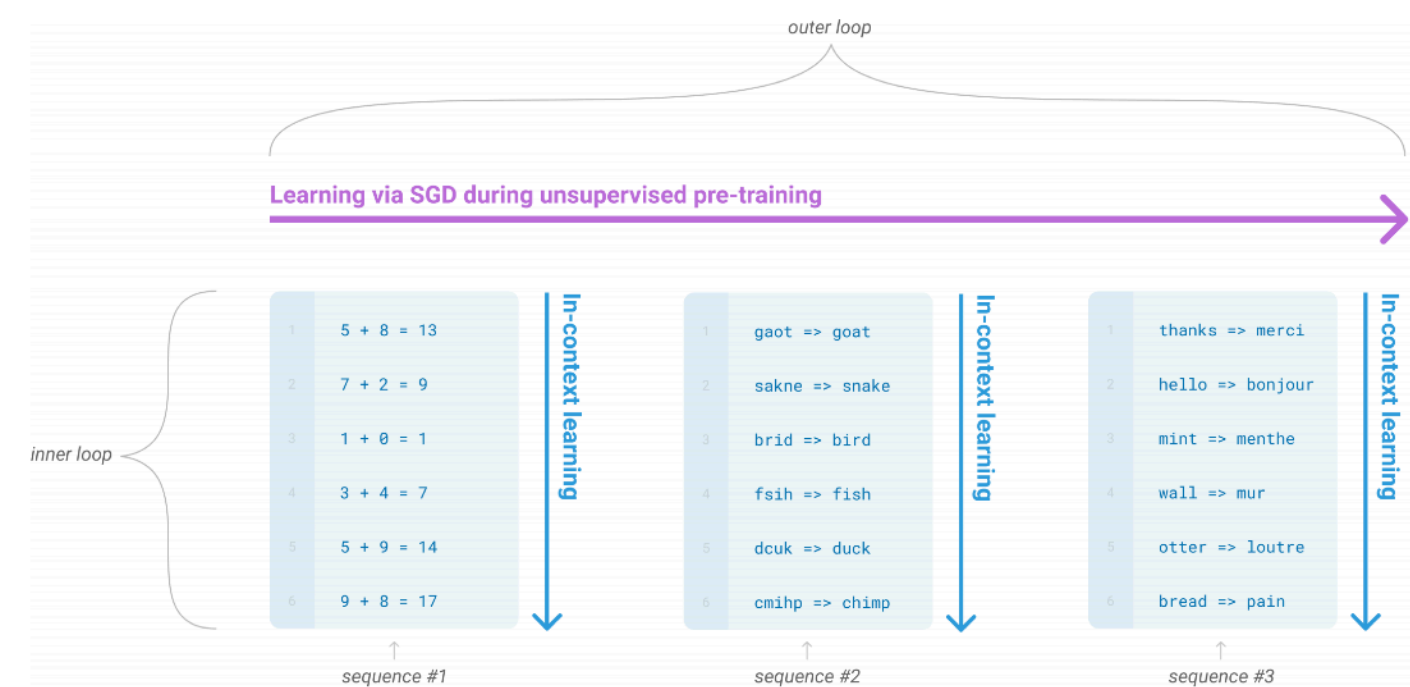 outer loop
Learning via SGD during unsupervised pre-training
inner loop
1 5 + 8 = 13
2 7 + 2 = 9
3 1 + 0 = 1
4 3 + 4 = 7
5 5 + 9 = 14
6 9 + 8 = 17
In-context learning
sequence #1
1 gaot => goat
2 sakne => snake
3 brid => bird
4 fsih => fish
5 dcuk => duck
6 cmihp => chimp
In-context learning
sequence #2
1 thanks => merci
2 hello => bonjour
3 mint => menthe
4 wall => mur
5 otter => loutre
6 bread => pain
In-context learning
sequence #3